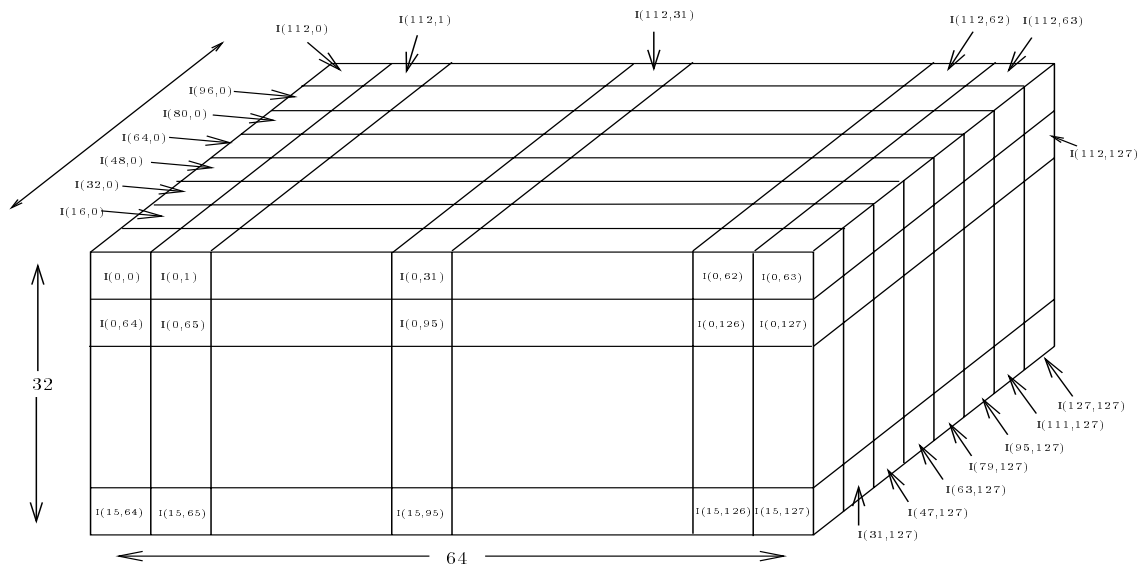 I(112,0)
I(112,1)
I(112,31)
I(112,62)
I(112,63)
I(96,0)
I(80,0)
I(64,0)
I(48,0)
I(32,0)
I(16,0)
I(112,127)
I(0,0)
I(0,1)
I(0,31)
I(0,62)
I(0,63)
I(0,64)
I(0,65)
I(0,95)
I(0,126)
I(0,127)
32
I(15,64)
I(15,65)
I(15,95)
I(15,126)
I(15,127)
I(127,127)
I(111,127)
I(95,127)
I(79,127)
I(63,127)
I(47,127)
I(31,127)
64